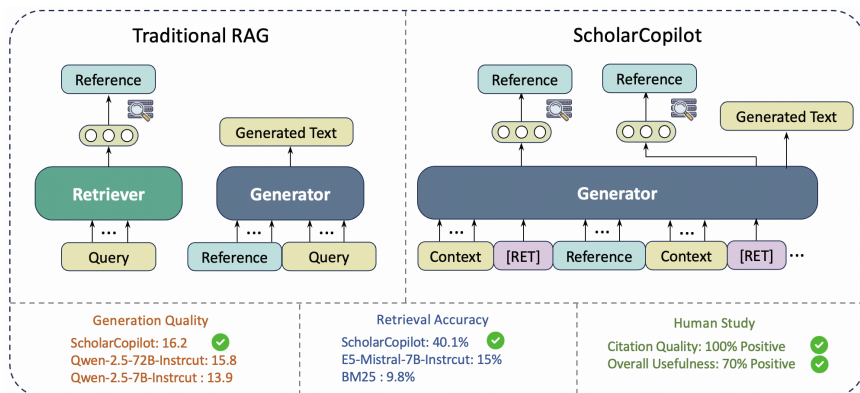 Traditional RAG
Reference
Generated Text
Retriever
Generator
...
...
...
Query
Reference
Query
ScholarCopilot
Reference
Reference
Generated Text
Generator
...
...
...
Context
[RET]
Reference
Context
[RET]
...
Generation Quality
ScholarCopilot: 16.2
Qwen-2.5-72B-Instrcut: 15.8
Qwen-2.5-7B-Instrcut : 13.9
Retrieval Accuracy
ScholarCopilot: 40.1%
E5-Mistral-7B-Instrcut: 15%
BM25 : 9.8%
Human Study
Citation Quality: 100% Positive
Overall Usefulness: 70% Positive